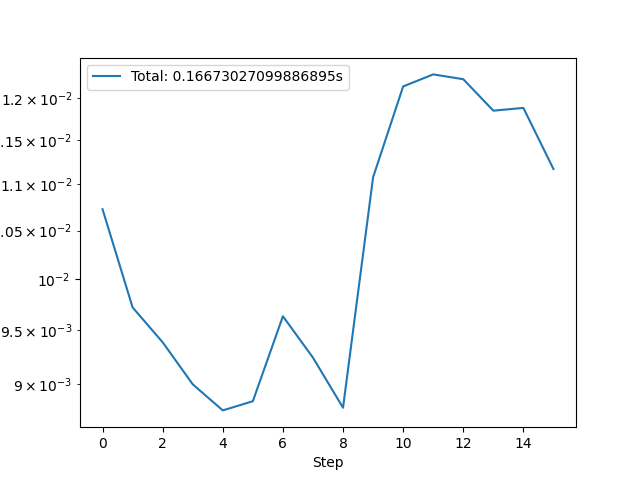 Total: 0.16673027099886895s
1.2 × 10⁻²
.15 × 10⁻²
1.1 × 10⁻²
.05 × 10⁻²
10⁻²
9.5 × 10⁻³
9 × 10⁻³
0 2 4 6 8 10 12 14
Step